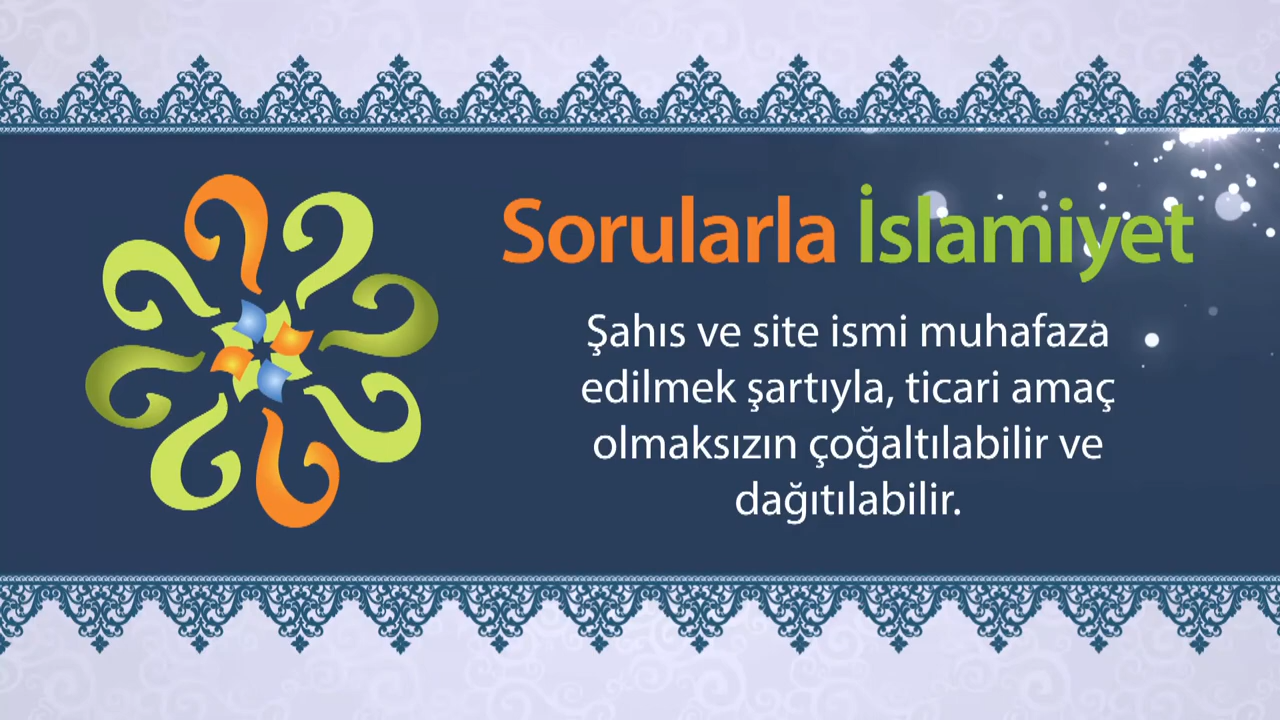 Sorularla İslamiyet
Şahıs ve site ismi muhafaza
edilmek şartıyla, ticari amaç
olmaksızın çoğaltılabilir ve
dağıtılabilir.